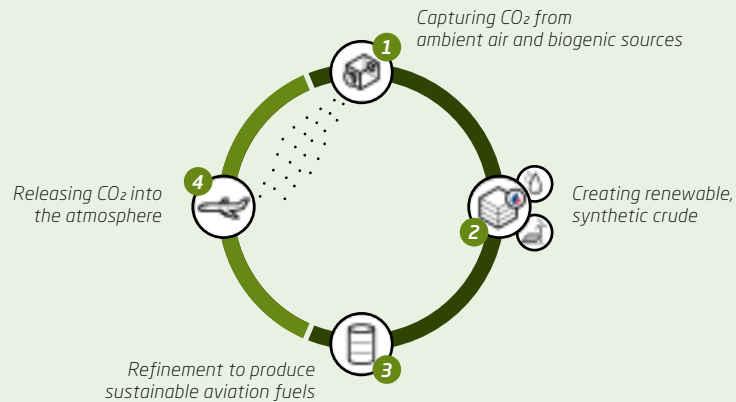 Capturing CO₂ from
ambient air and biogenic sources
1
4
Releasing CO₂ into
the atmosphere
2
Creating renewable,
synthetic crude
3
Refinement to produce
sustainable aviation fuels